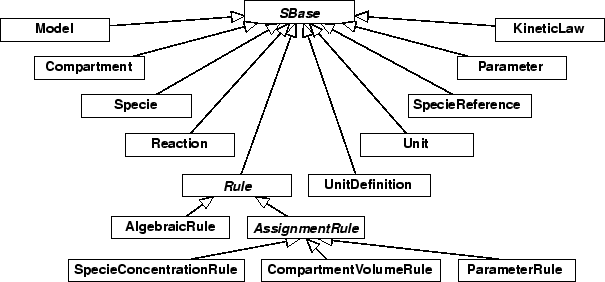 SBase
Model
KineticLaw
Compartment
Parameter
Specie
SpecieReference
Reaction
Unit
Rule
UnitDefinition
AlgebraicRule
AssignmentRule
SpecieConcentrationRule
CompartmentVolumeRule
ParameterRule